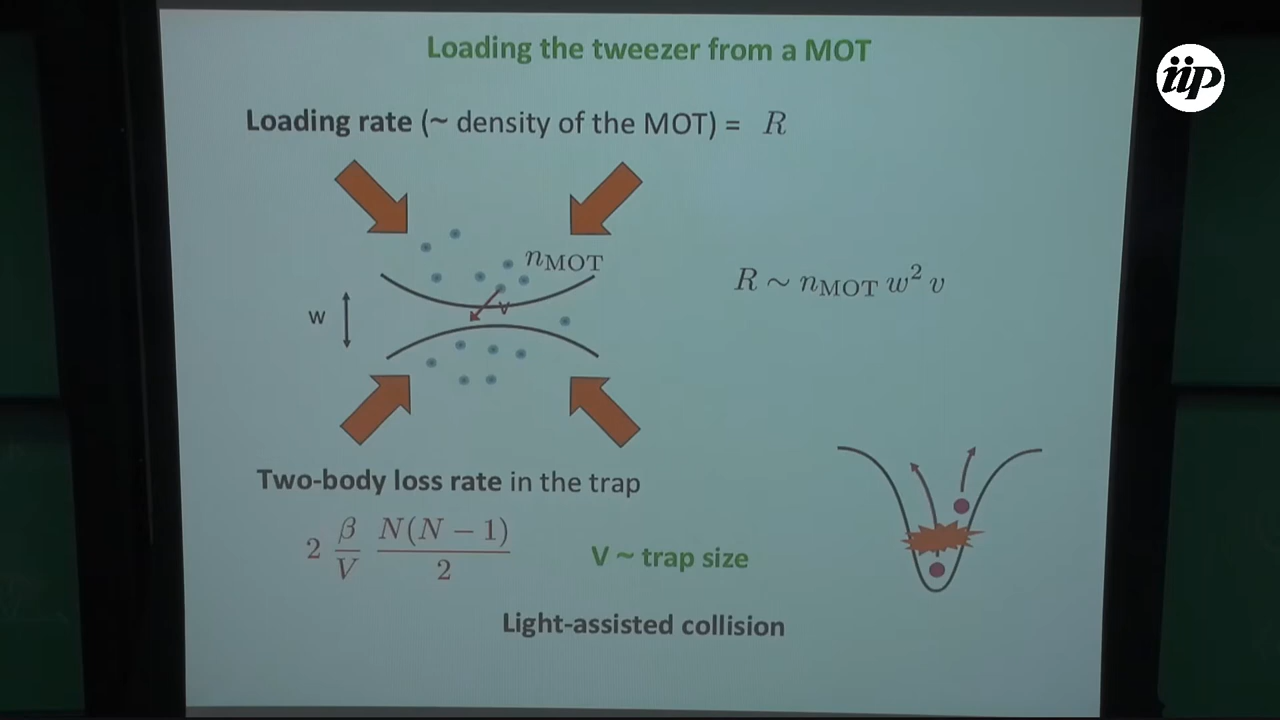 Loading the tweezer from a MOT
iip
Loading rate (~ density of the MOT) = R
n_MOT
R ~ n_MOT w² v
w
v
Two-body loss rate in the trap
2 β/V N(N − 1)/2
V ~ trap size
Light-assisted collision